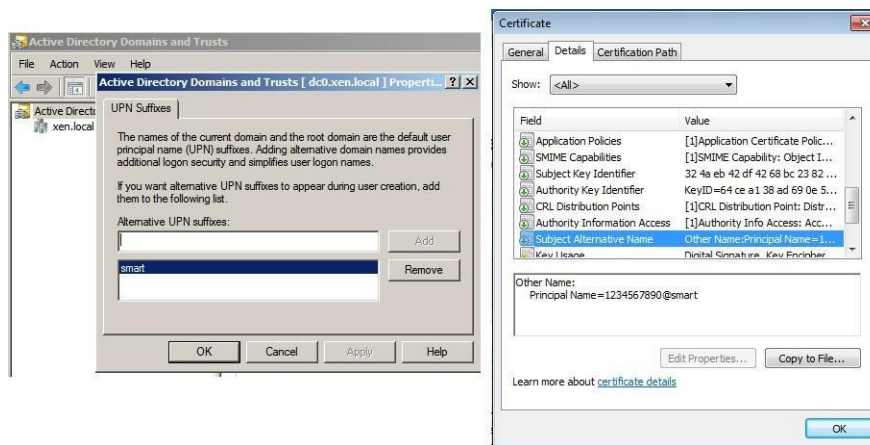 Active Directory Domains and Trusts
File Action View Help
Active Directo
xen.local
Active Directory Domains and Trusts [ dc0.xen.local ] Properti...
UPN Suffixes
The names of the current domain and the root domain are the default user
principal name (UPN) suffixes. Adding alternative domain names provides
additional logon security and simplifies user logon names.
If you want alternative UPN suffixes to appear during user creation, add
them to the following list.
Alternative UPN suffixes:
Add
smart
Remove
OK Cancel Apply Help
Certificate
General Details Certification Path
Show: <All>
Field Value
Application Policies [1]Application Certificate Polic...
SMIME Capabilities [1]SMIME Capability: Object I...
Subject Key Identifier 32 4a eb 42 df 42 68 bc 23 82 ...
Authority Key Identifier KeyID=64 ce a1 38 ad 69 0e 5...
CRL Distribution Points [1]CRL Distribution Point: Distr...
Authority Information Access [1]Authority Info Access: Acc...
Subject Alternative Name Other Name:Principal Name=1...
Key Usage Digital Signature, Key Encipher
Other Name:
Principal Name=1234567890@smart
Edit Properties... Copy to File...
Learn more about certificate details
OK